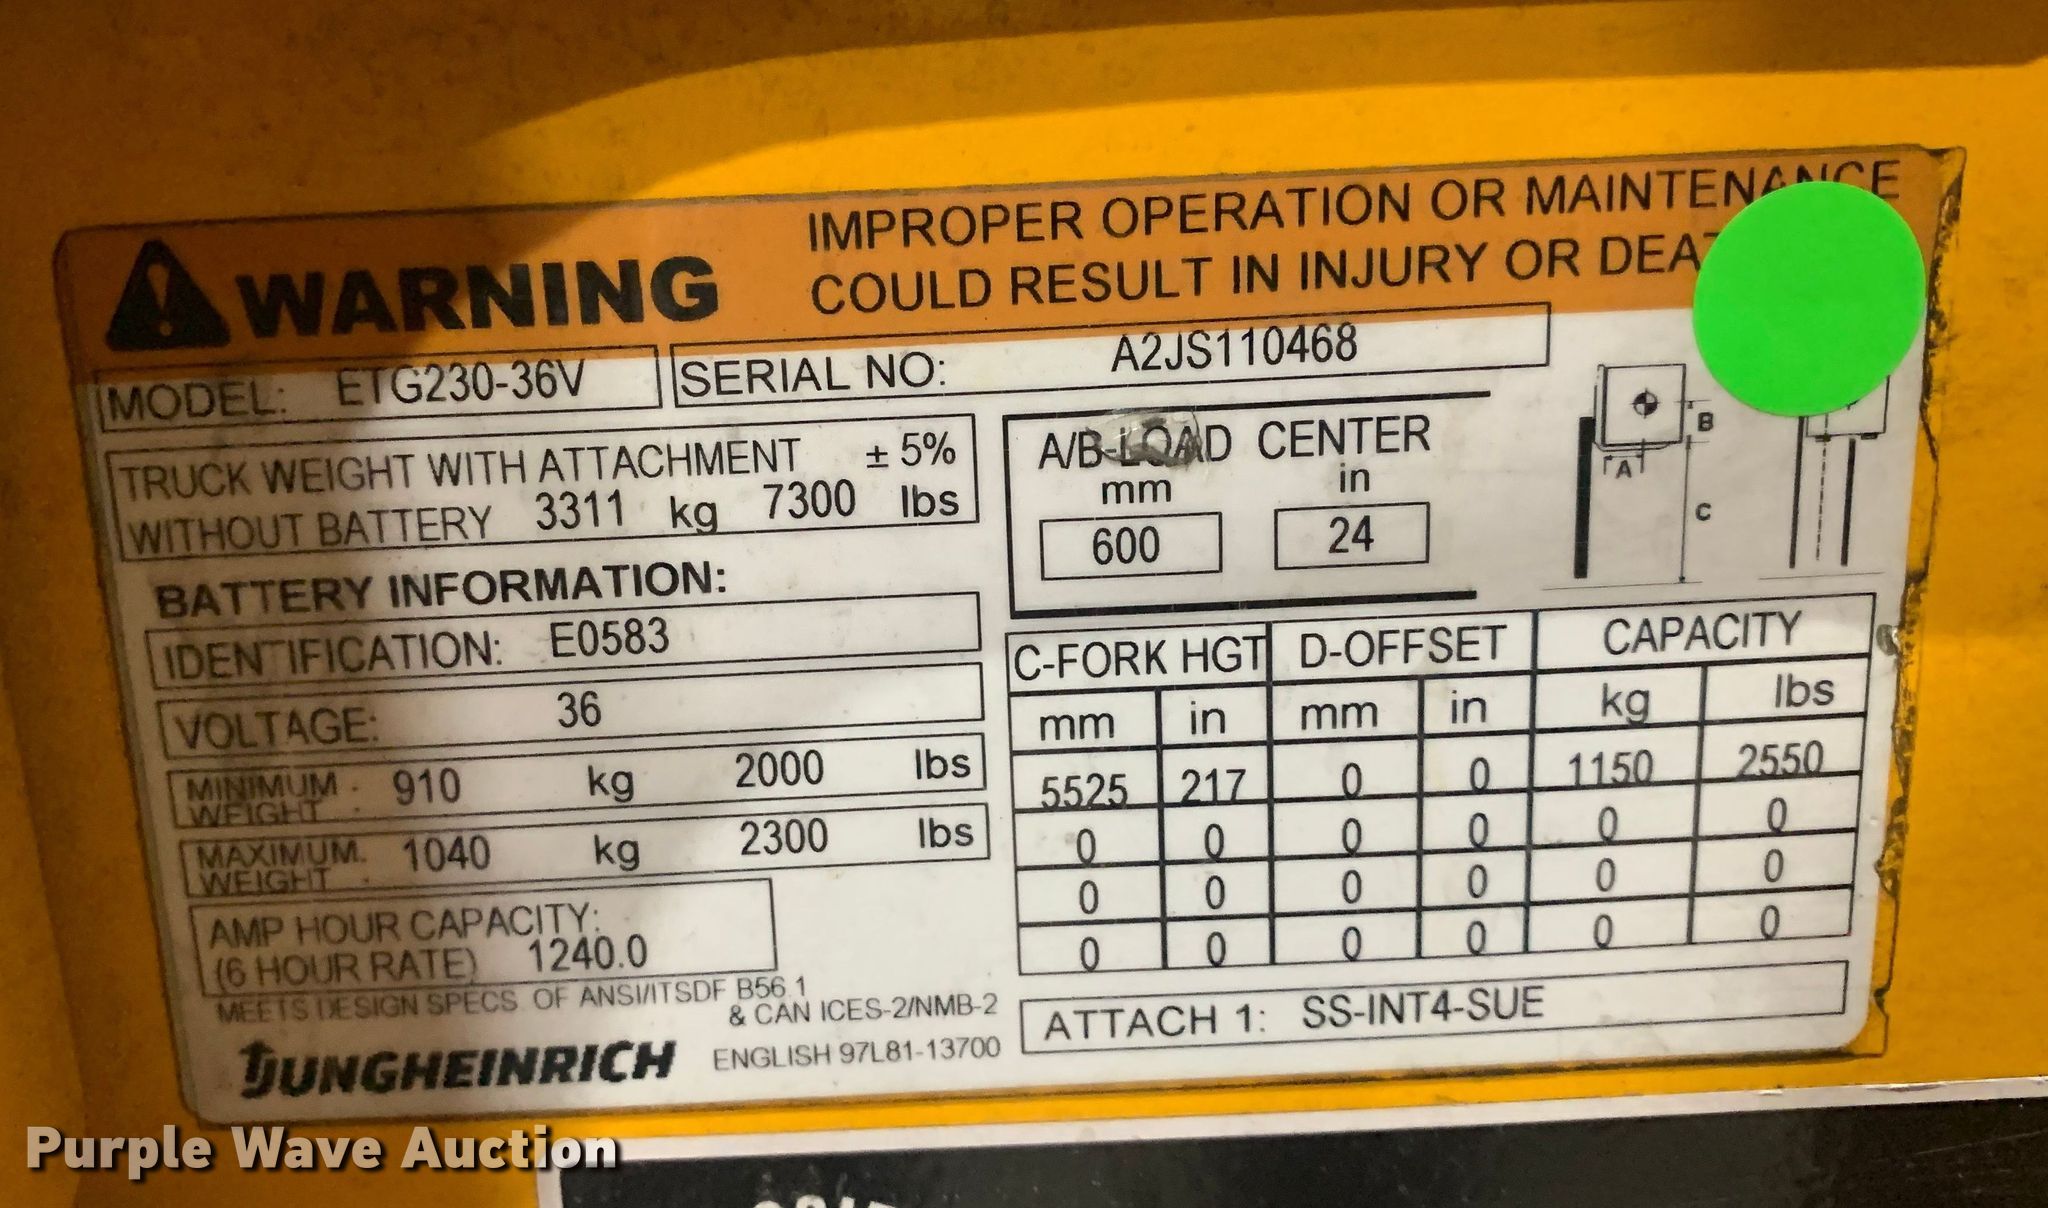 WARNING
IMPROPER OPERATION OR MAINTENANCE
COULD RESULT IN INJURY OR
MODEL: ETG230-36V
SERIAL NO: A2JS110468
TRUCK WEIGHT WITH ATTACHMENT ± 5%
WITHOUT BATTERY 3311 kg 7300 lbs
BATTERY INFORMATION:
IDENTIFICATION: E0583
VOLTAGE: 36
MINIMUM WEIGHT : 910 kg 2000 lbs
MAXIMUM WEIGHT : 1040 kg 2300 lbs
AMP HOUR CAPACITY:
(6 HOUR RATE) 1240.0
MEETS DESIGN SPECS. OF ANSI/ITSDF B56.1
& CAN ICES-2/NMB-2
JUNGHEINRICH
ENGLISH 97L81-13700
A/B-LOAD CENTER
mm in
600 24
A
B
C
C-FORK HGT D-OFFSET CAPACITY
mm in mm in kg lbs
5525 217 0 0 1150 2550
0 0 0 0 0 0
0 0 0 0 0 0
0 0 0 0 0 0
ATTACH 1: SS-INT4-SUE
Purple Wave Auction